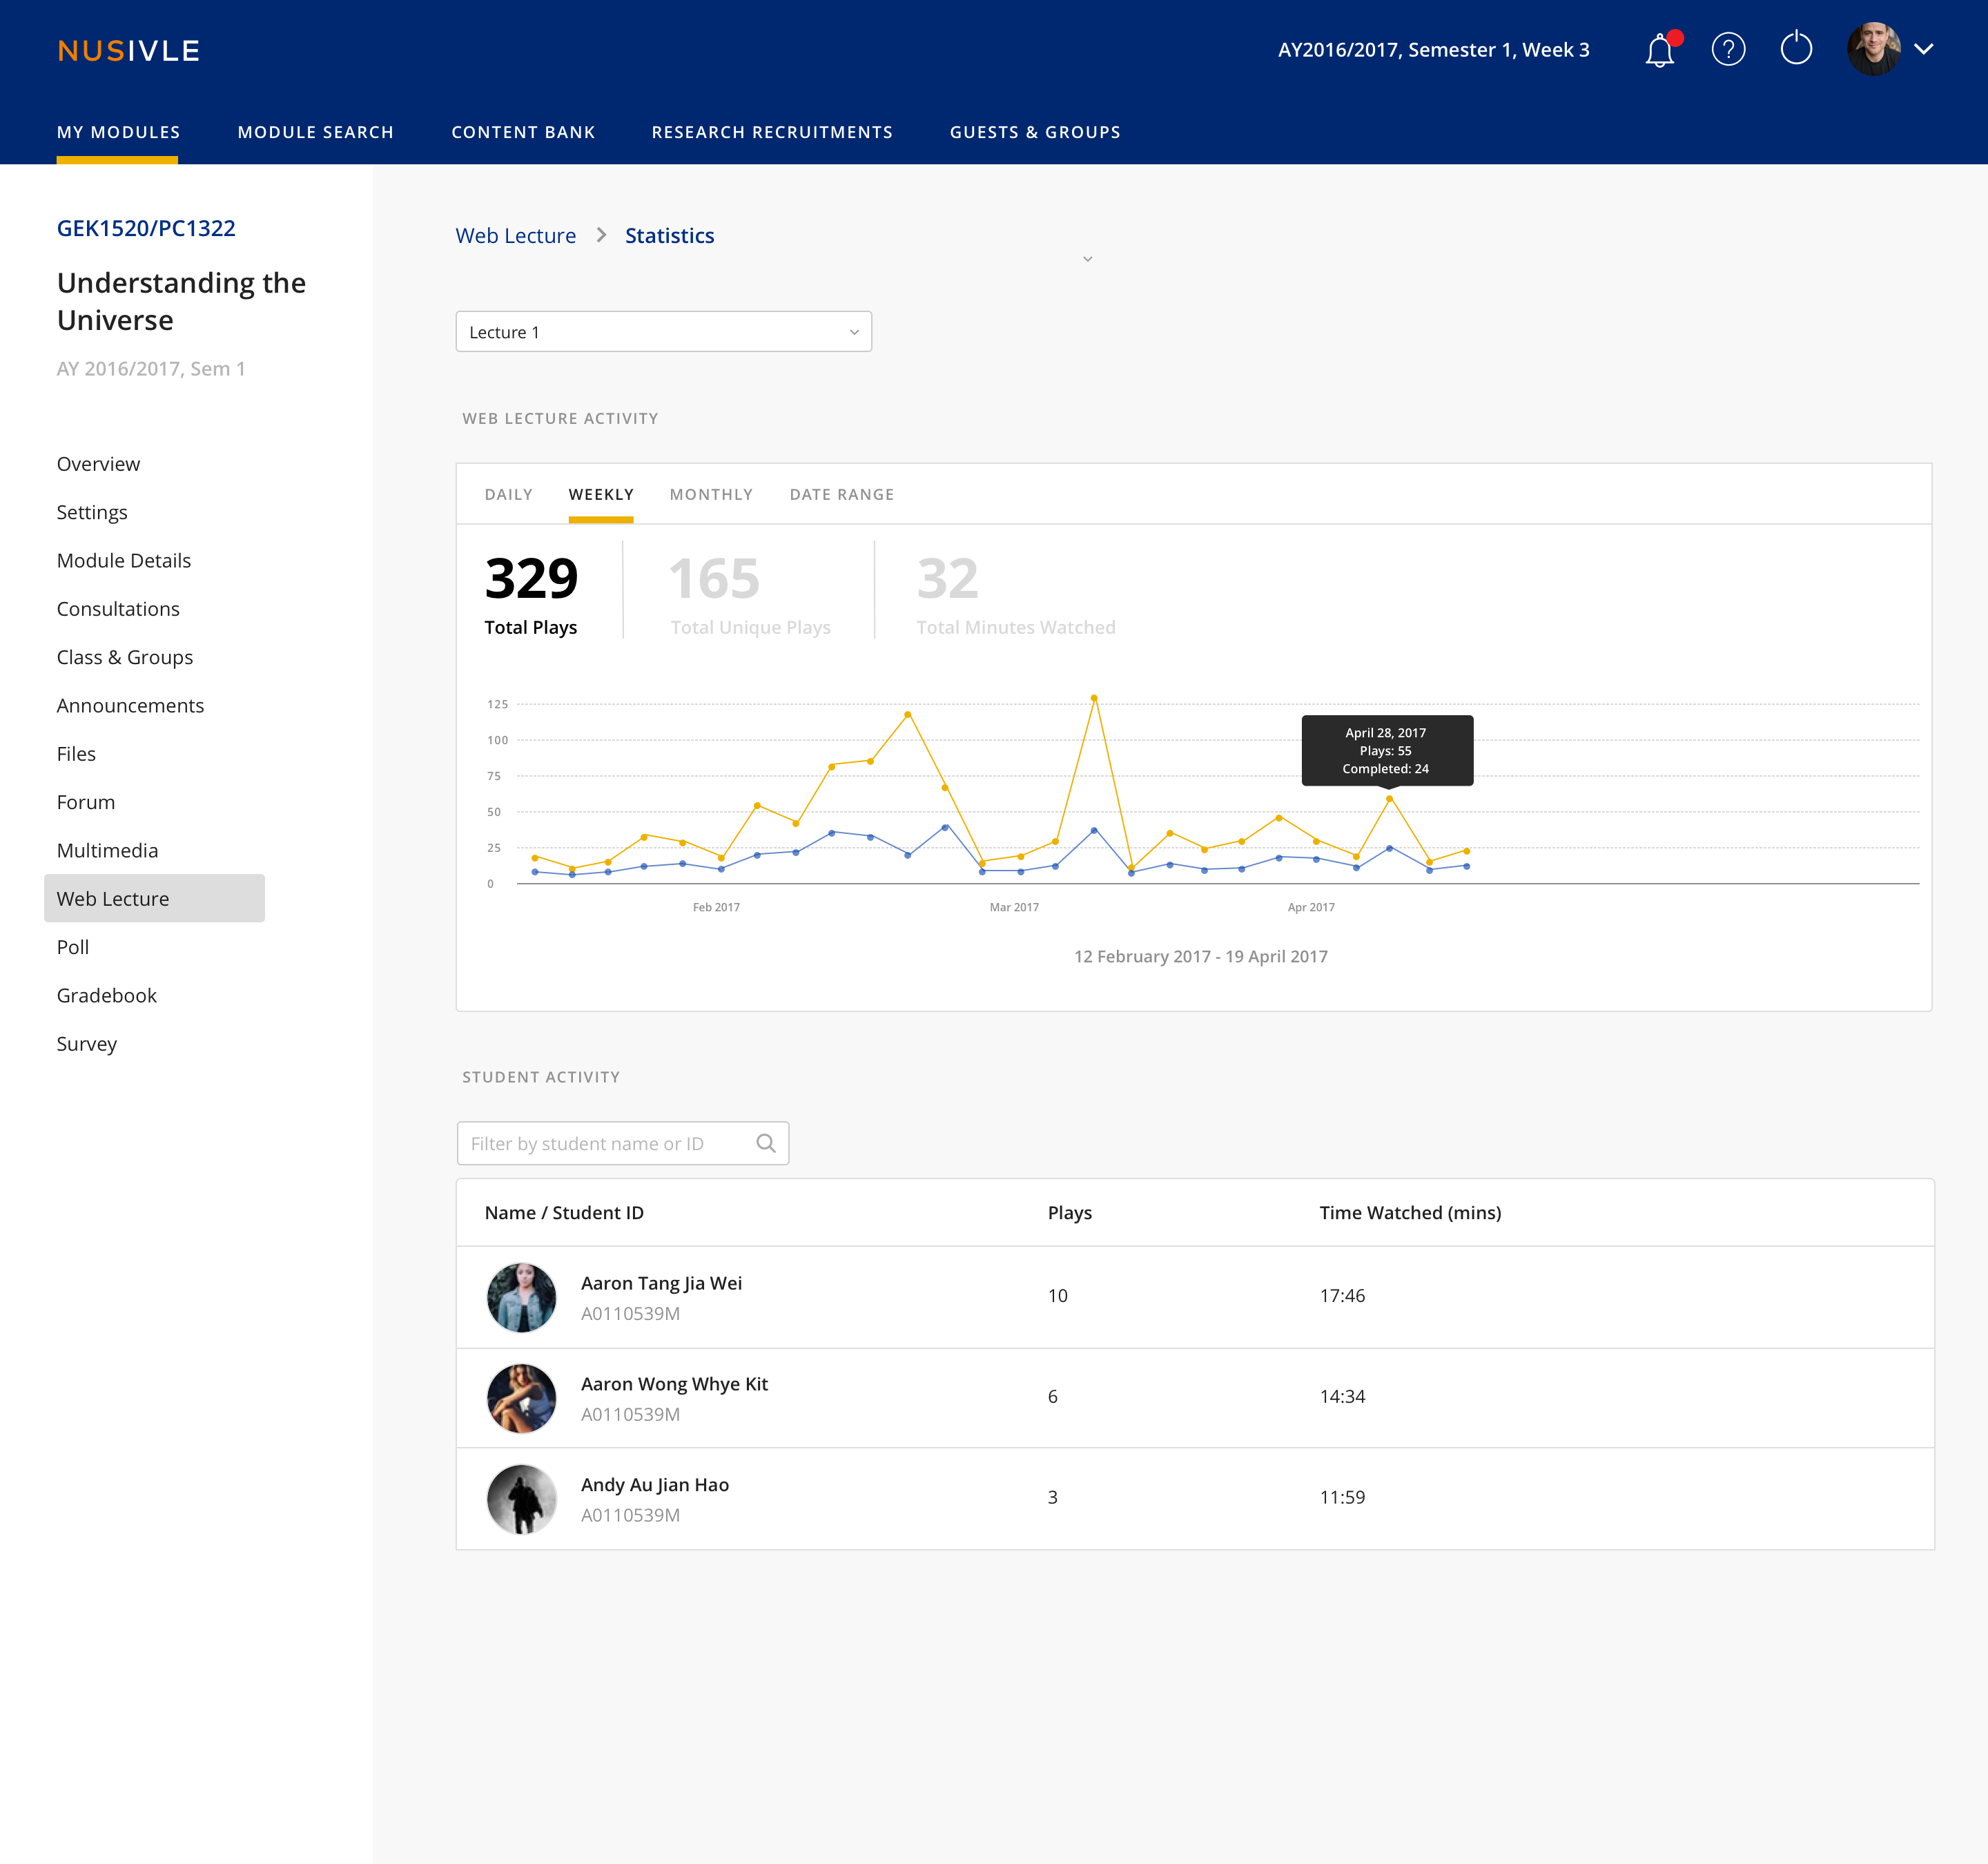 NUSIVLE
AY2016/2017, Semester 1, Week 3
?
MY MODULES
MODULE SEARCH
CONTENT BANK
RESEARCH RECRUITMENTS
GUESTS & GROUPS
GEK1520/PC1322
Understanding the
Universe
AY 2016/2017, Sem 1
Overview
Settings
Module Details
Consultations
Class & Groups
Announcements
Files
Forum
Multimedia
Web Lecture
Poll
Gradebook
Survey
Web Lecture > Statistics
Lecture 1
WEB LECTURE ACTIVITY
DAILY
WEEKLY
MONTHLY
DATE RANGE
329
Total Plays
165
Total Unique Plays
32
Total Minutes Watched
125
100
75
50
25
0
April 28, 2017
Plays: 55
Completed: 24
Feb 2017
Mar 2017
Apr 2017
12 February 2017 - 19 April 2017
STUDENT ACTIVITY
Filter by student name or ID
Name / Student ID
Plays
Time Watched (mins)
Aaron Tang Jia Wei
A0110539M
10
17:46
Aaron Wong Whye Kit
A0110539M
6
14:34
Andy Au Jian Hao
A0110539M
3
11:59